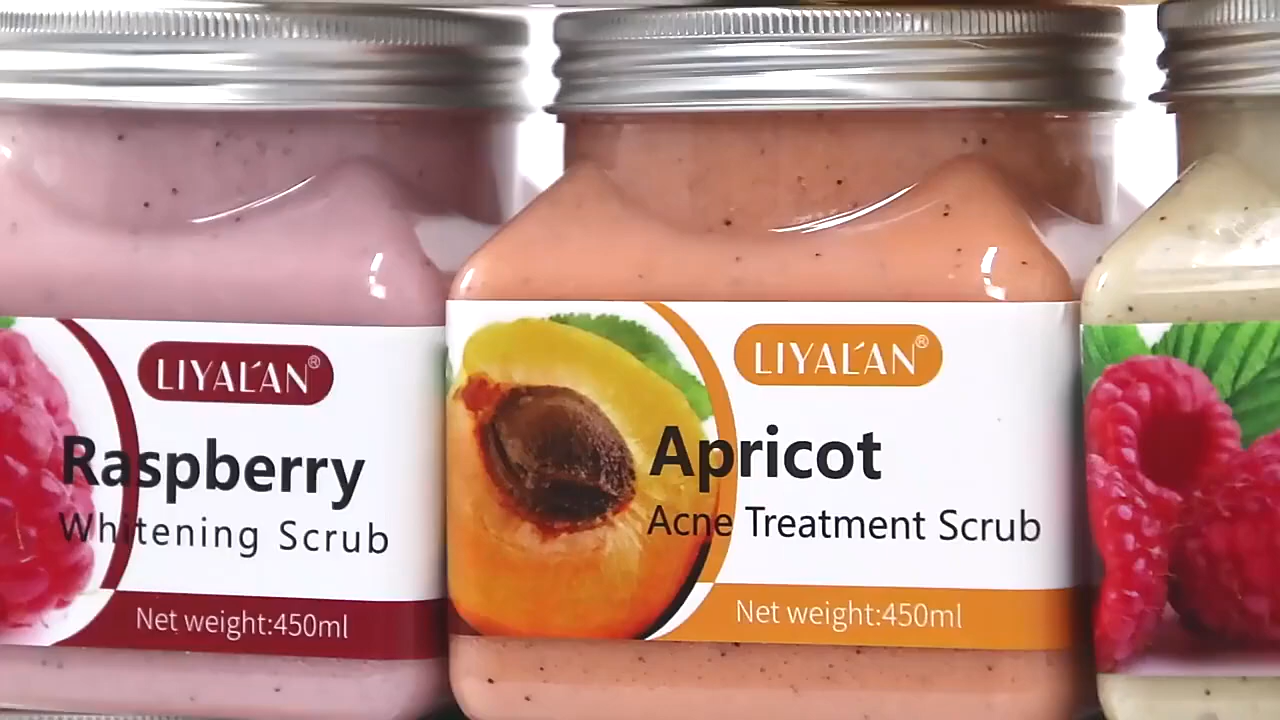 LIYAL'AN®
Raspberry
Whitening Scrub
Net weight:450ml
LIYAL'AN®
Apricot
Acne Treatment Scrub
Net weight:450ml